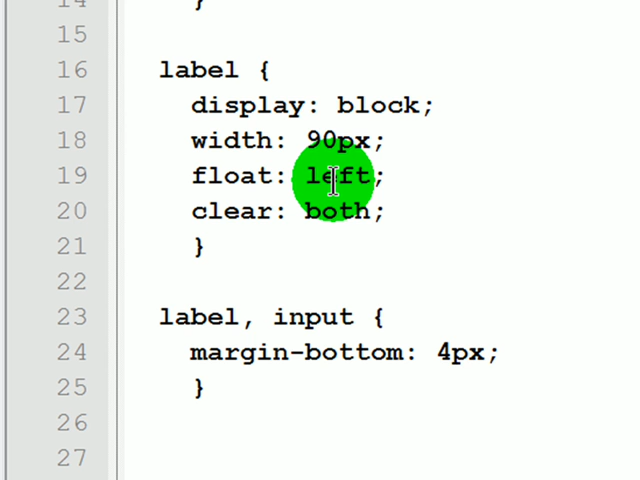 14 }
15
16 label {
17 display: block;
18 width: 90px;
19 float: left;
20 clear: both;
21 }
22
23 label, input {
24 margin-bottom: 4px;
25 }
26
27